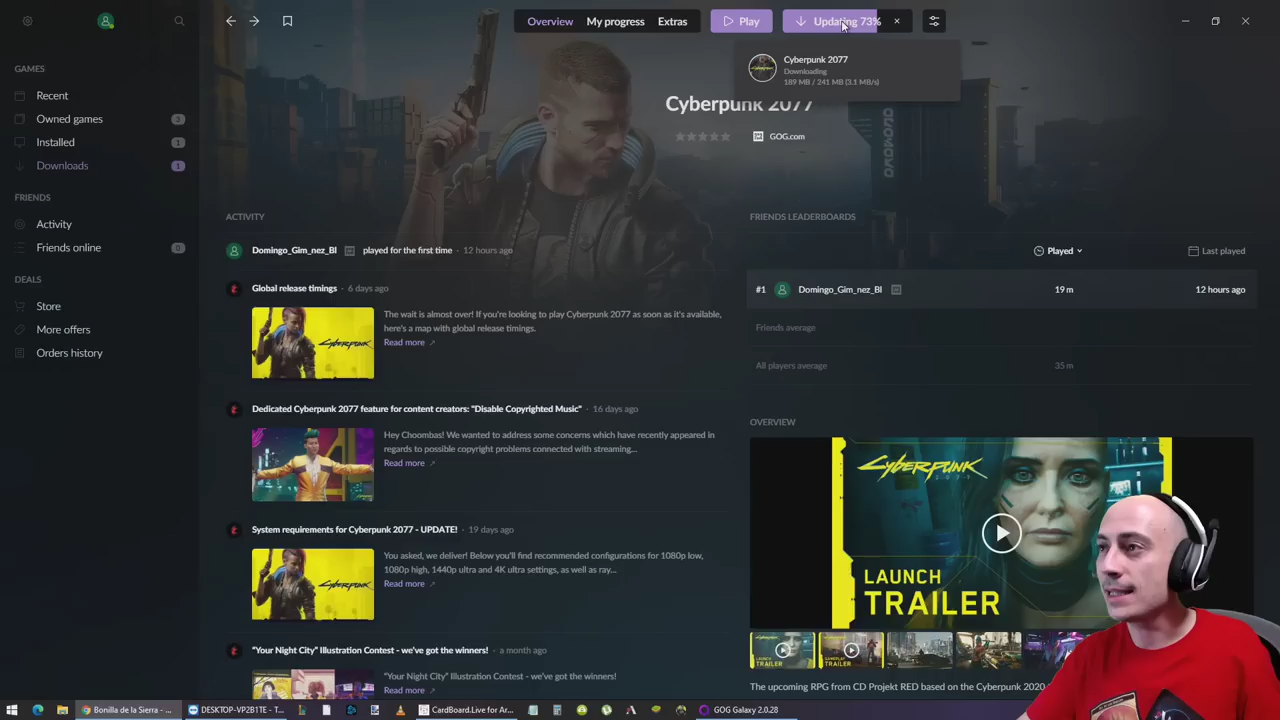 Overview My progress Extras Play Updating 73%
Cyberpunk 2077
Downloading
189 MB / 241 MB (3.1 MB/s)
Cyberpunk 2077
GOG.com
GAMES
Recent
Owned games 2
Installed 1
Downloads 1
FRIENDS
Activity
Friends online 0
DEALS
Store
More offers
Orders history
ACTIVITY
Domingo_Gim_nez_Bl played for the first time · 12 hours ago
Global release timings · 6 days ago
The wait is almost over! If you're looking to play Cyberpunk 2077 as soon as it's available,
here's a map with global release timings.
Read more
Dedicated Cyberpunk 2077 feature for content creators: "Disable Copyrighted Music" · 16 days ago
Hey Choombas! We wanted to address some concerns which have recently appeared in
regards to possible copyright problems connected with streaming...
Read more
System requirements for Cyberpunk 2077 - UPDATE! · 19 days ago
You asked, we deliver! Below you'll find recommended configurations for 1080p low,
1080p high, 1440p ultra and 4K ultra settings, as well as ray...
Read more
"Your Night City" Illustration Contest - we've got the winners! · a month ago
"Your Night City" Illustration Contest - we've got the winners!
Read more
FRIENDS LEADERBOARDS
Played Last played
#1 Domingo_Gim_nez_Bl 19 m 12 hours ago
Friends average
All players average 35 m
OVERVIEW
CYBERPUNK
2077
LAUNCH
TRAILER
The upcoming RPG from CD Projekt RED based on the Cyberpunk 2020
Bonilla de la Sierra - ... DESKTOP-VP2B1TE - T... CardBoard.Live for Ar... GOG Galaxy 2.0.28